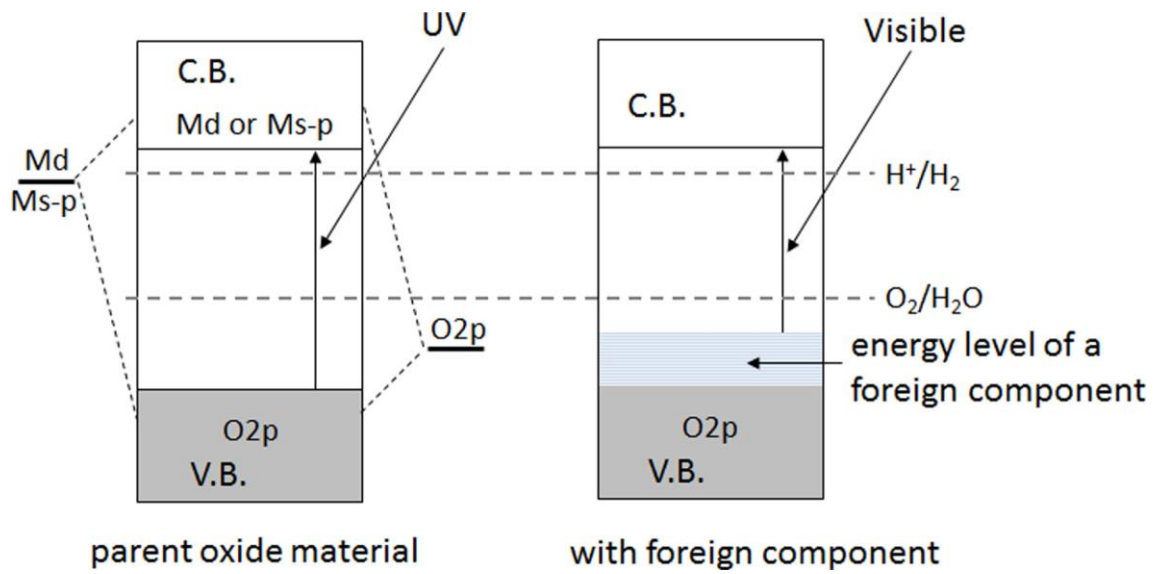 UV
C.B.
Md or Ms-p
Md
Ms-p
O2p
O2p
V.B.
parent oxide material
Visible
C.B.
H⁺/H₂
O₂/H₂O
energy level of a
foreign component
O2p
V.B.
with foreign component